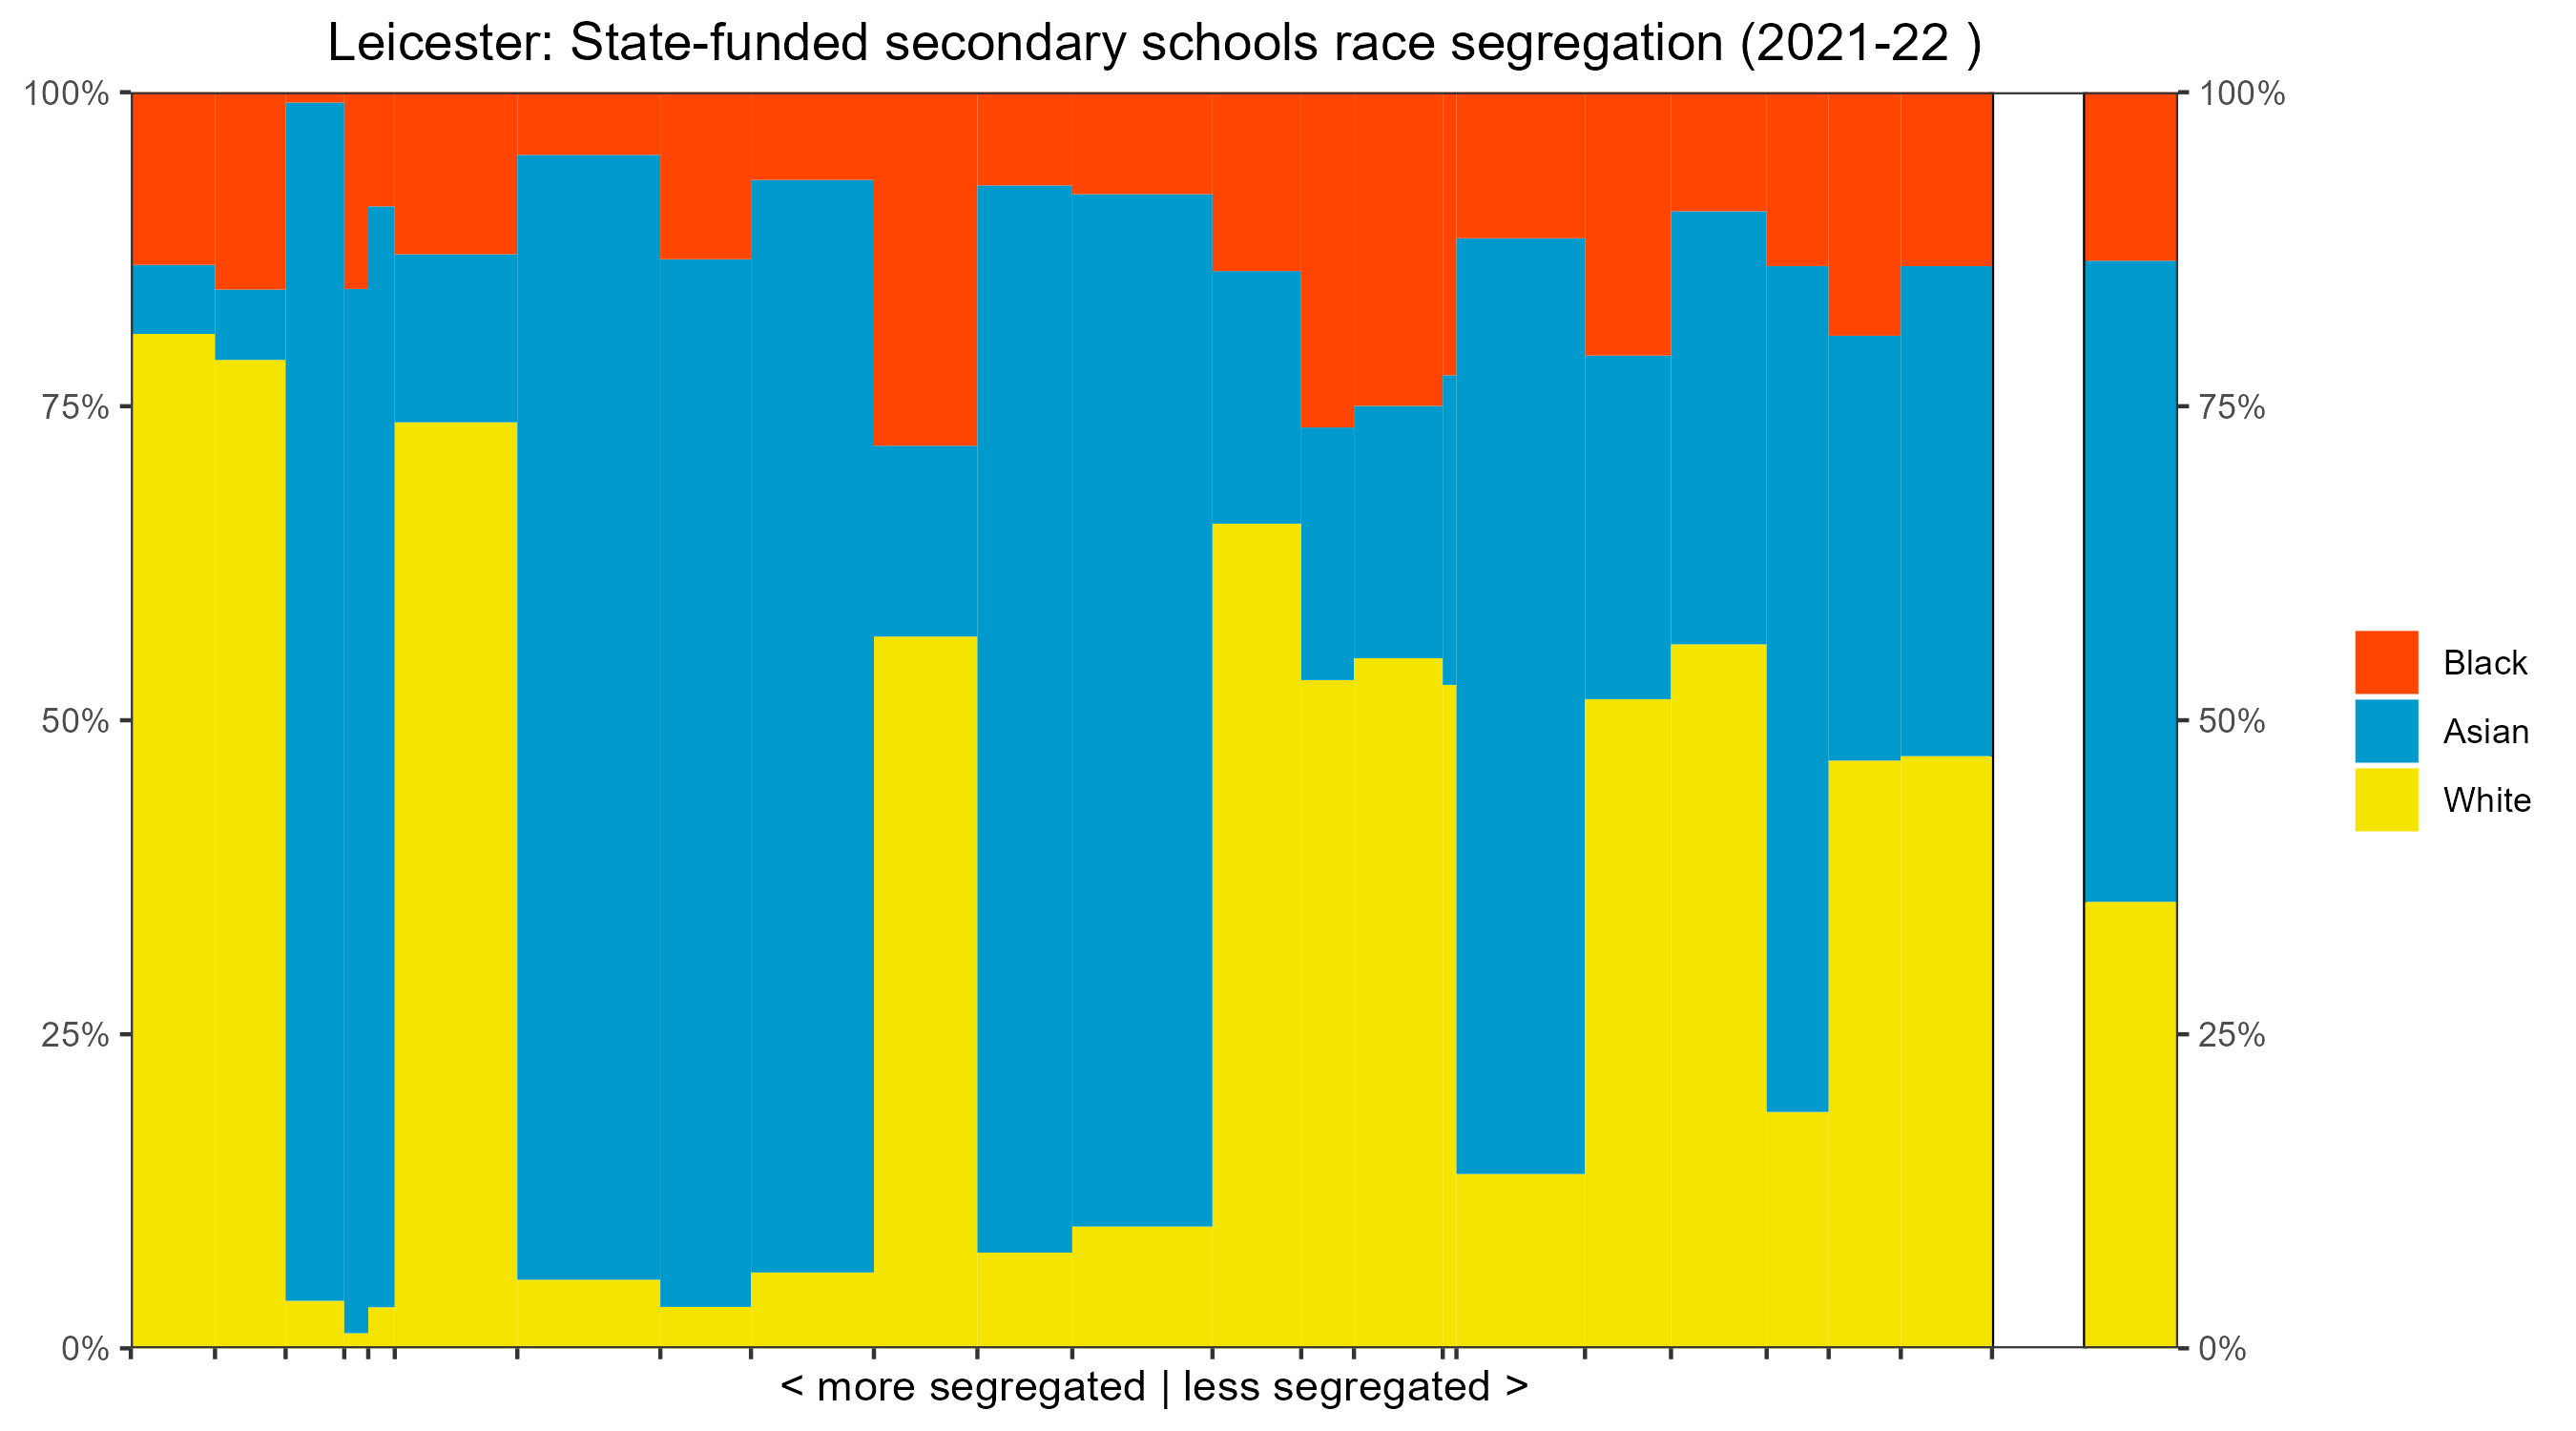 Leicester: State-funded secondary schools race segregation (2021-22 )
100%
75%
50%
25%
0%
100%
75%
50%
25%
0%
Black
Asian
White
< more segregated | less segregated >